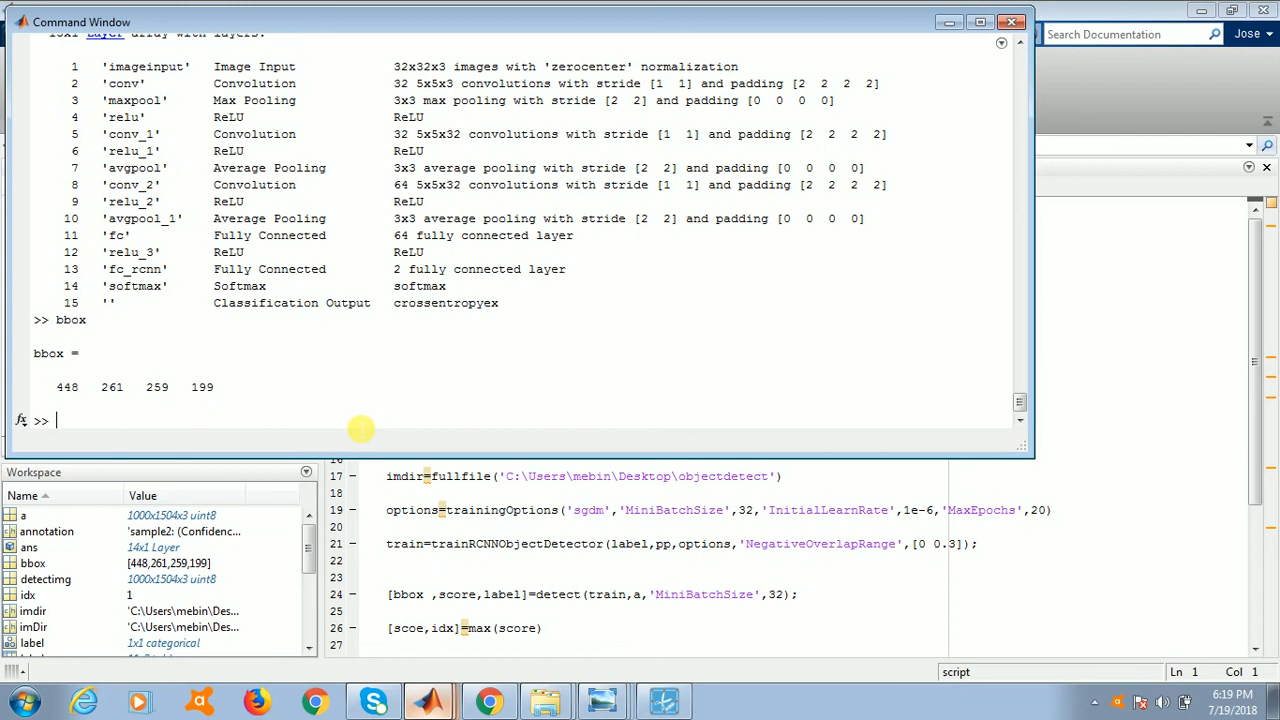 Command Window
Search Documentation
Jose
15x1 Layer array with layers:
1 'imageinput' Image Input 32x32x3 images with 'zerocenter' normalization
2 'conv' Convolution 32 5x5x3 convolutions with stride [1 1] and padding [2 2 2 2]
3 'maxpool' Max Pooling 3x3 max pooling with stride [2 2] and padding [0 0 0 0]
4 'relu' ReLU ReLU
5 'conv_1' Convolution 32 5x5x32 convolutions with stride [1 1] and padding [2 2 2 2]
6 'relu_1' ReLU ReLU
7 'avgpool' Average Pooling 3x3 average pooling with stride [2 2] and padding [0 0 0 0]
8 'conv_2' Convolution 64 5x5x32 convolutions with stride [1 1] and padding [2 2 2 2]
9 'relu_2' ReLU ReLU
10 'avgpool_1' Average Pooling 3x3 average pooling with stride [2 2] and padding [0 0 0 0]
11 'fc' Fully Connected 64 fully connected layer
12 'relu_3' ReLU ReLU
13 'fc_rcnn' Fully Connected 2 fully connected layer
14 'softmax' Softmax softmax
15 '' Classification Output crossentropyex
>> bbox
bbox =
448 261 259 199
fx >>
Workspace
Name Value
a 1000x1504x3 uint8
annotation 'sample2: (Confidenc...
ans 14x1 Layer
bbox [448,261,259,199]
detectimg 1000x1504x3 uint8
idx 1
imdir 'C:\Users\mebin\Des...
imDir 'C:\Users\mebin\Des...
label 1x1 categorical
16
17 imdir=fullfile('C:\Users\mebin\Desktop\objectdetect')
18
19 options=trainingOptions('sgdm','MiniBatchSize',32,'InitialLearnRate',1e-6,'MaxEpochs',20)
20
21 train=trainRCNNObjectDetector(label,pp,options,'NegativeOverlapRange',[0 0.3]);
22
23
24 [bbox ,score,label]=detect(train,a,'MiniBatchSize',32);
25
26 [scoe,idx]=max(score)
27
script Ln 1 Col 1
6:19 PM
7/19/2018